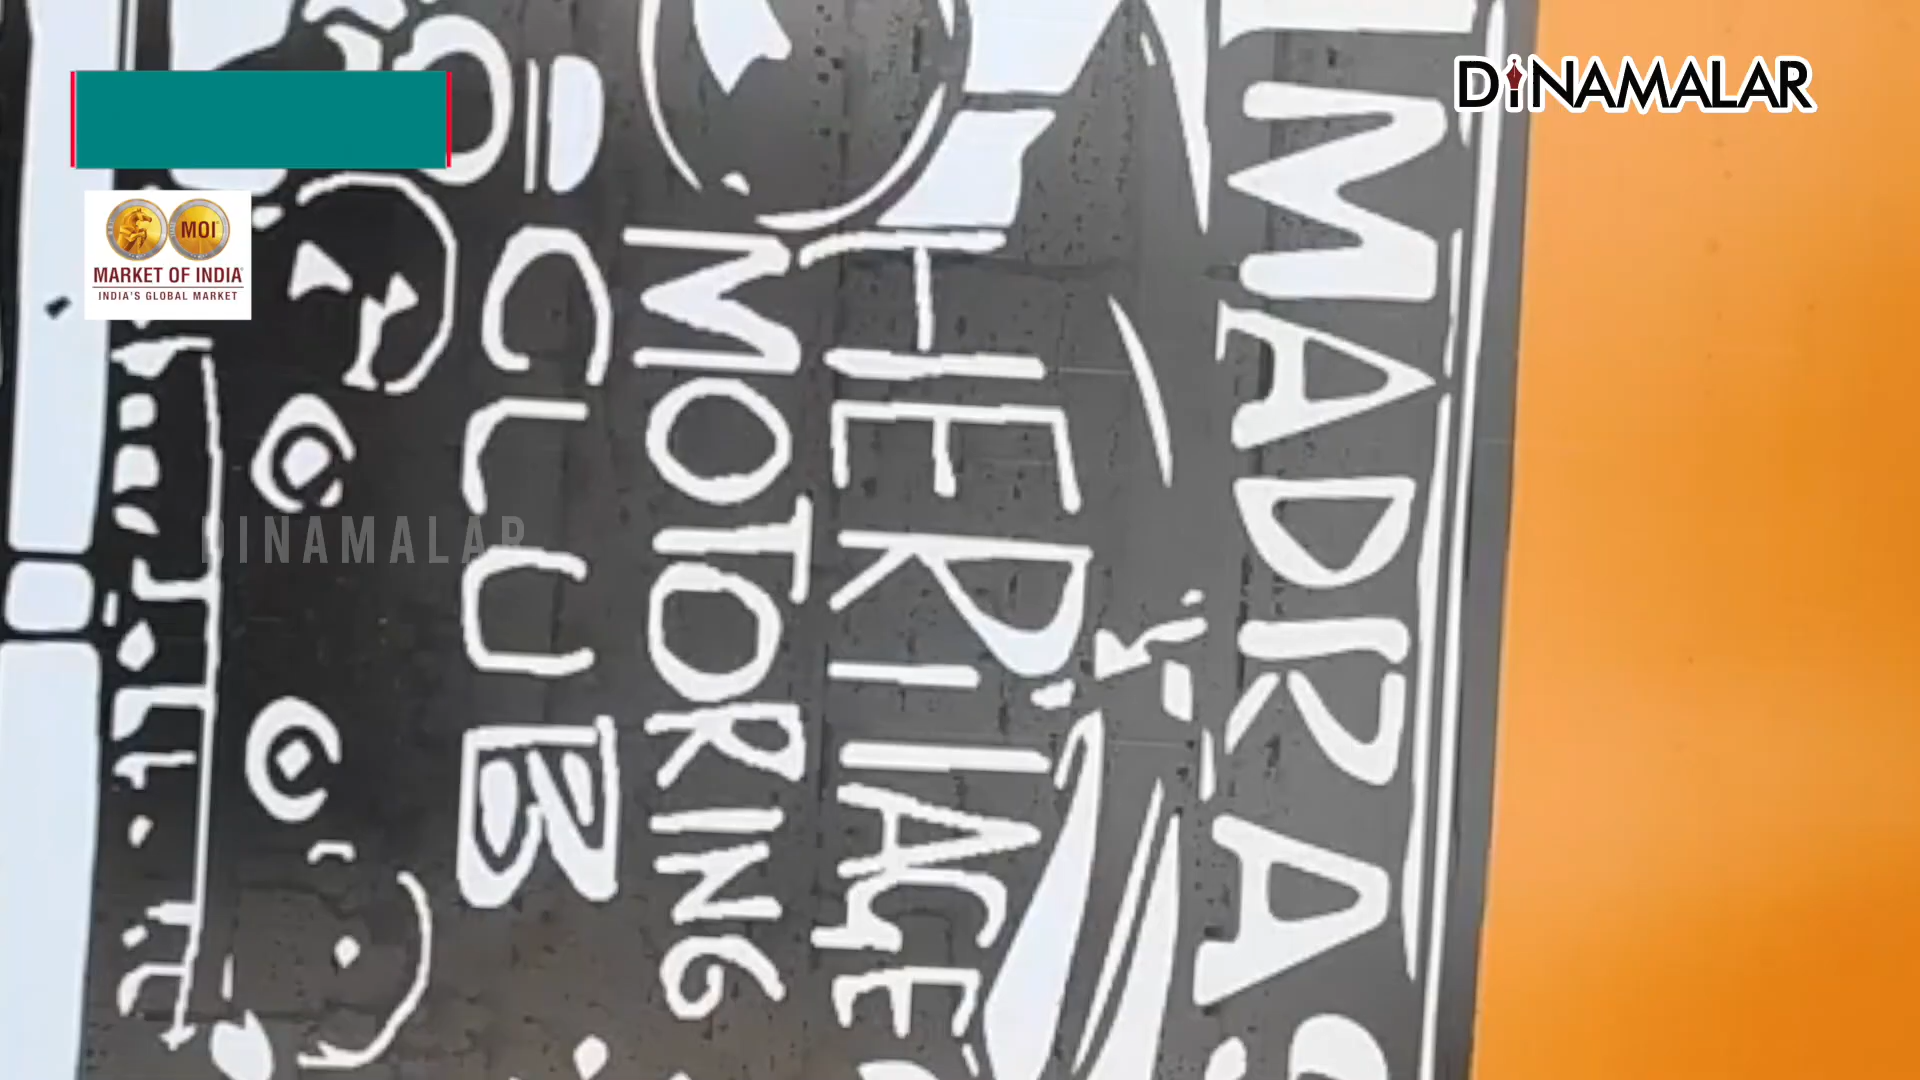 DINAMALAR
MOI
MARKET OF INDIA
INDIA'S GLOBAL MARKET
DINAMALAR
MADRAS
HERITAGE
MOTORING
CLUB